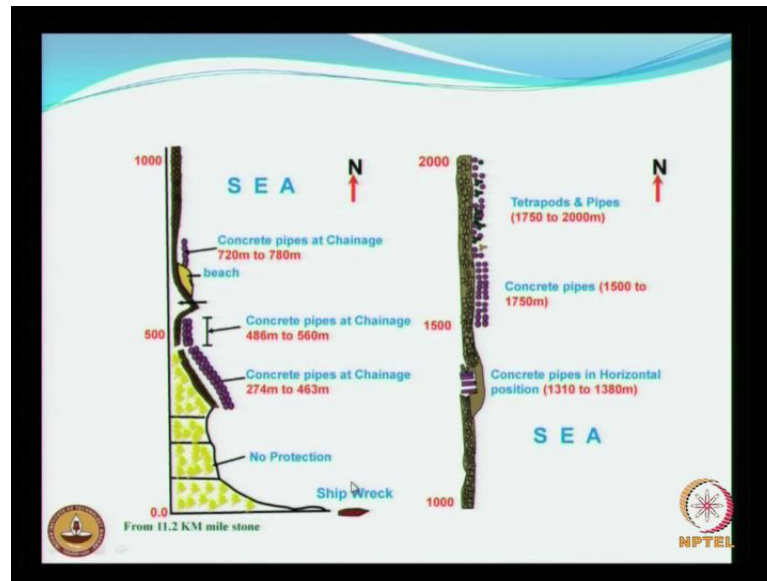 1000
SEA
N
Concrete pipes at Chainage
720m to 780m
beach
Concrete pipes at Chainage
486m to 560m
500
Concrete pipes at Chainage
274m to 463m
No Protection
Ship Wreck
0.0
From 11.2 KM mile stone
2000
N
Tetrapods & Pipes
(1750 to 2000m)
Concrete pipes (1500 to
1750m)
1500
Concrete pipes in Horizontal
position (1310 to 1380m)
SEA
1000
NPTEL